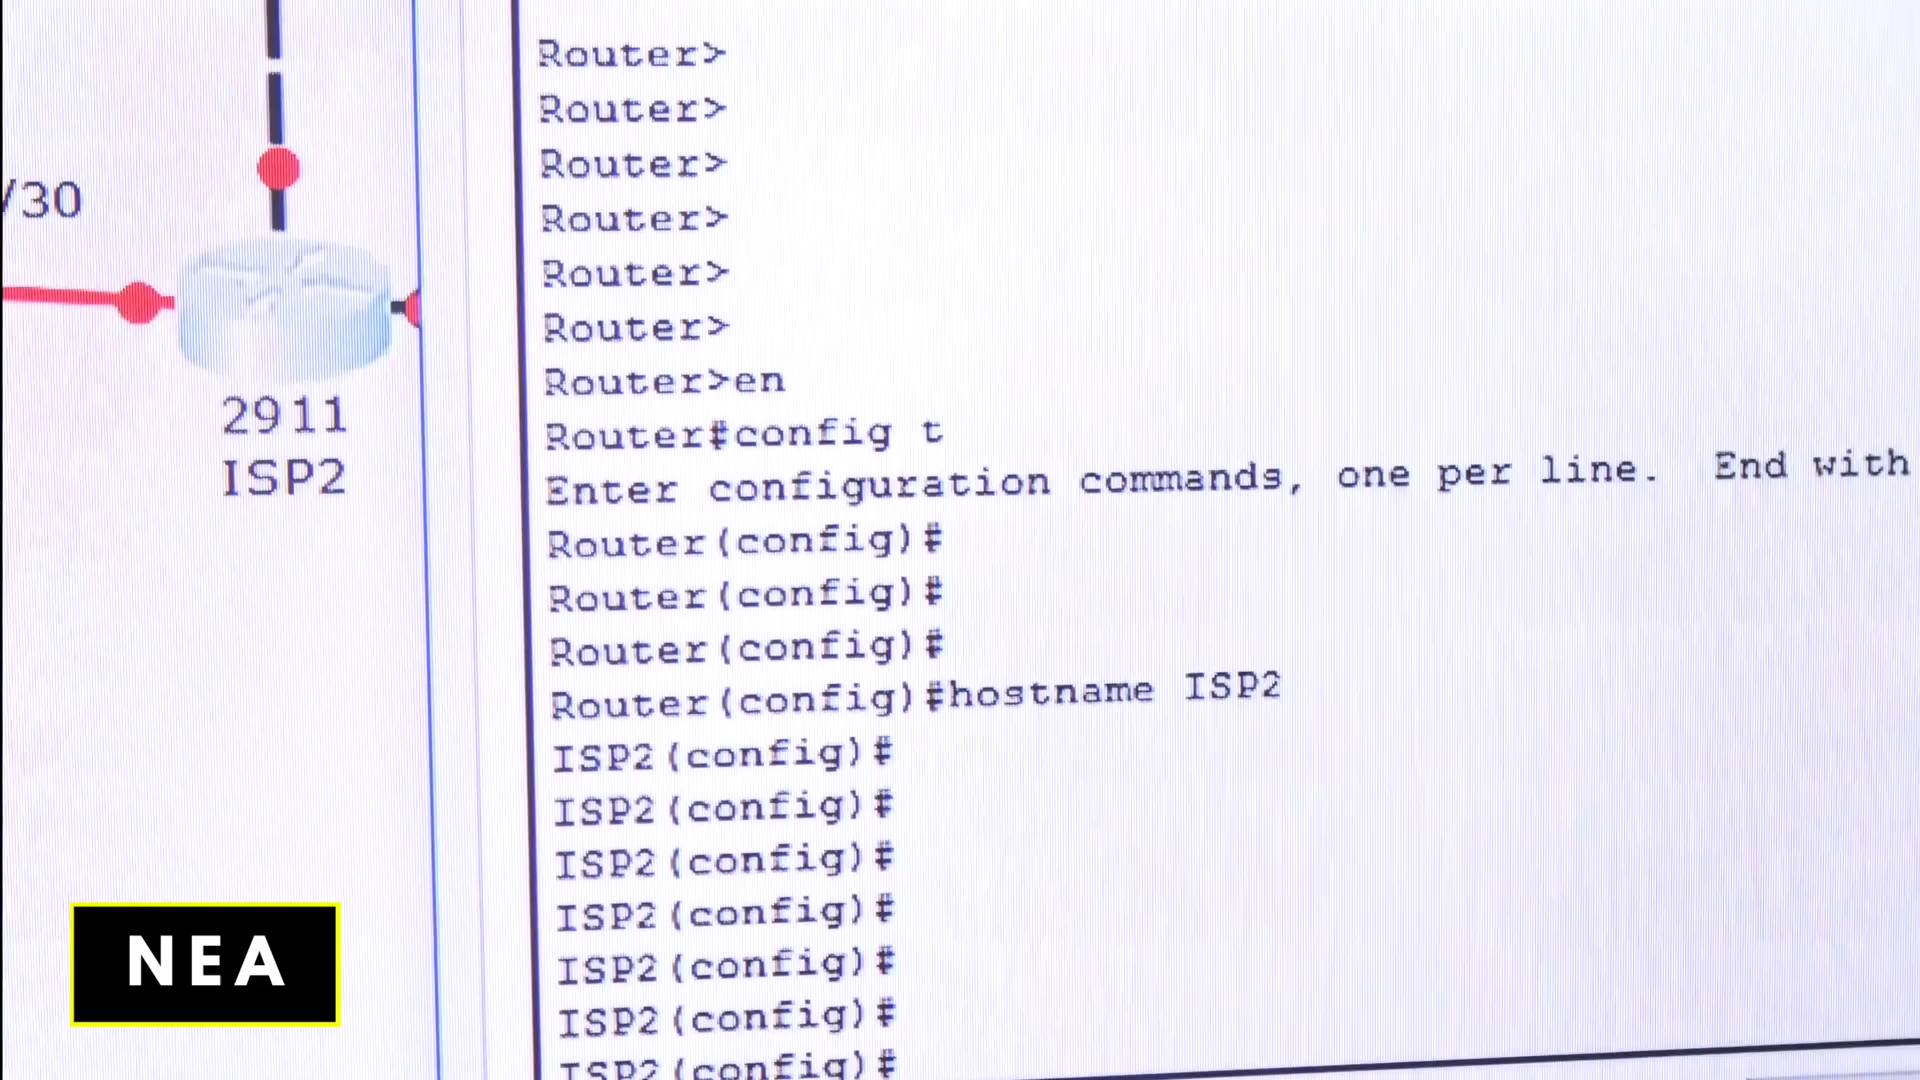 /30
2911
ISP2
Router>
Router>
Router>
Router>
Router>
Router>
Router>en
Router#config t
Enter configuration commands, one per line.  End with
Router(config)#
Router(config)#
Router(config)#
Router(config)#hostname ISP2
ISP2(config)#
ISP2(config)#
ISP2(config)#
ISP2(config)#
ISP2(config)#
ISP2(config)#
ISP2(config)#
NEA